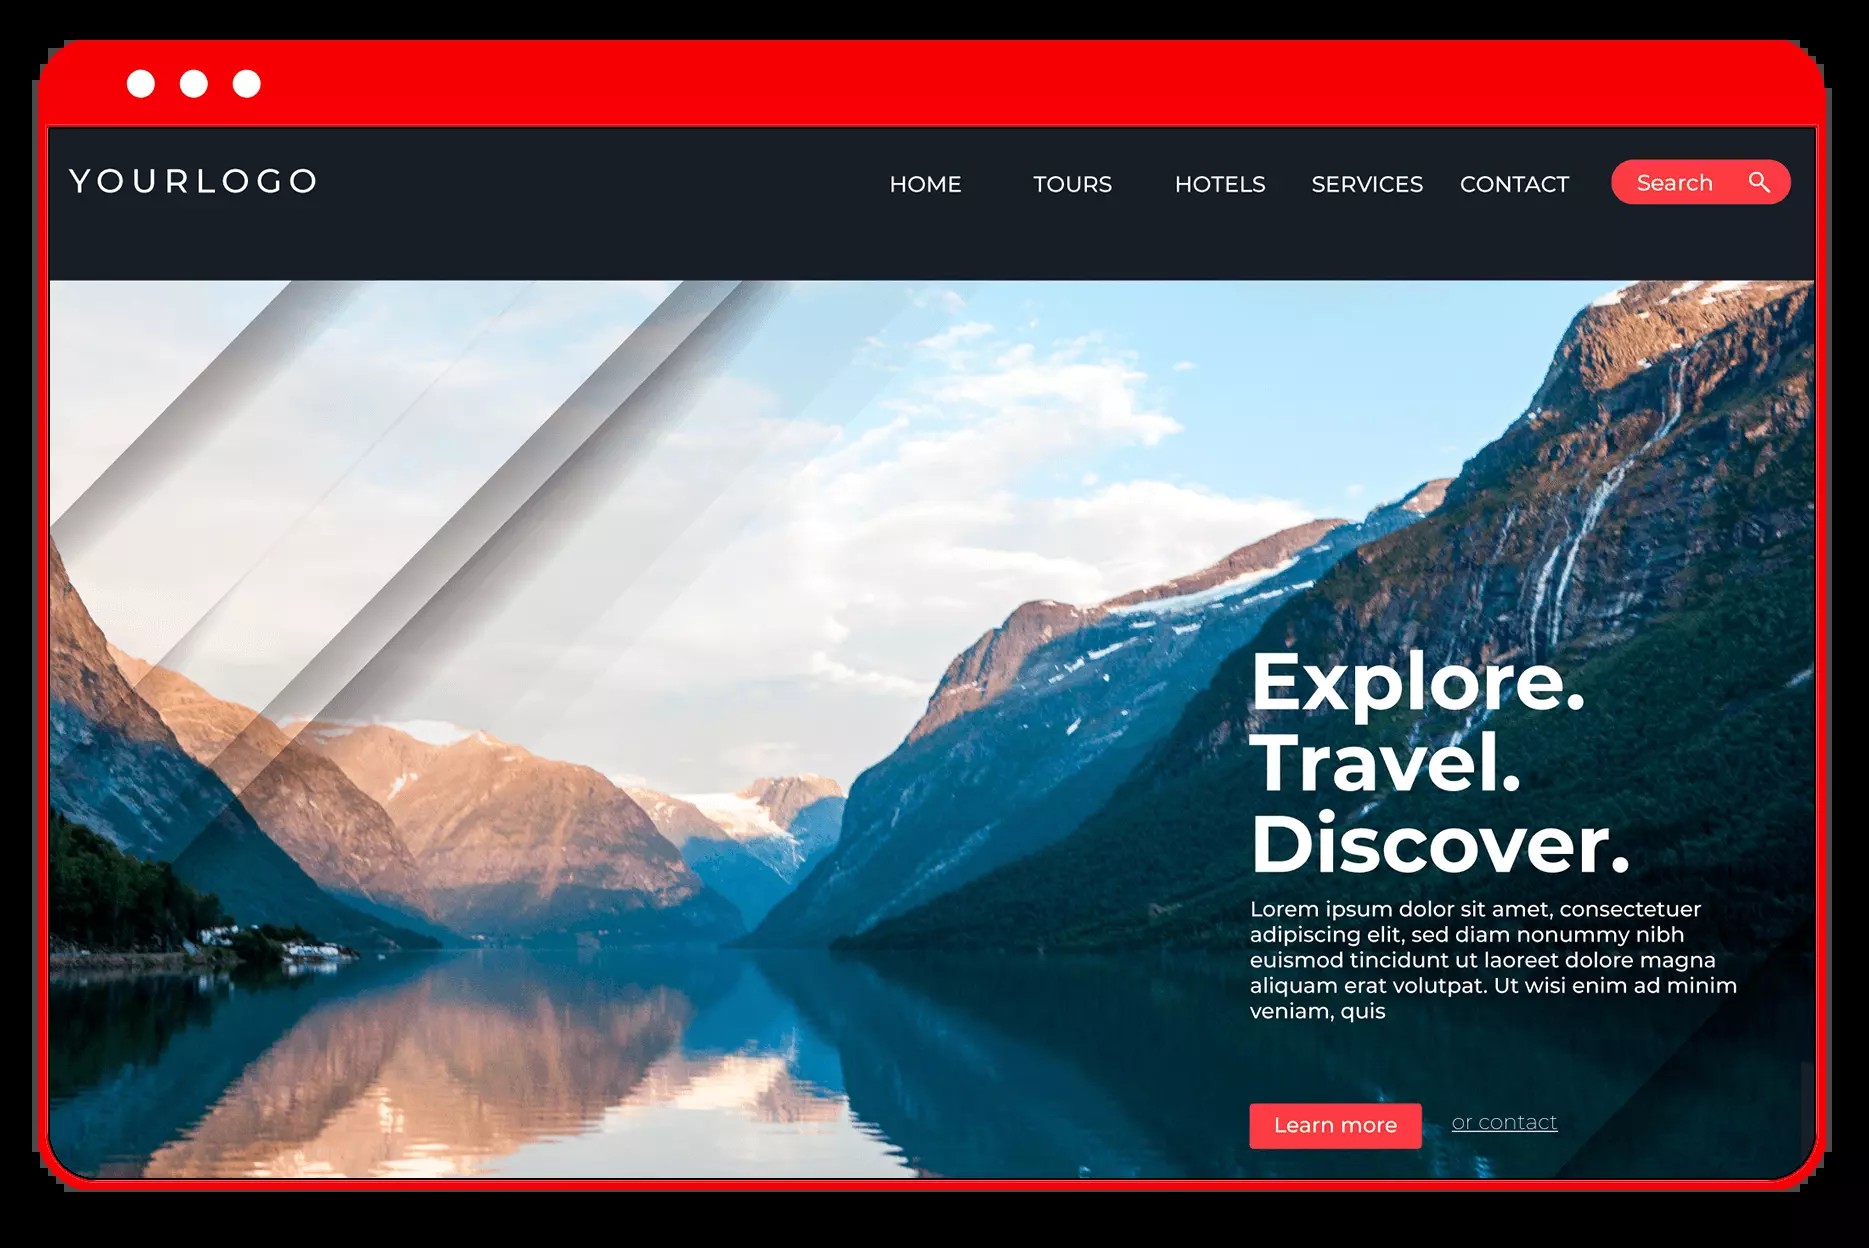 YOURLOGO
HOME TOURS HOTELS SERVICES CONTACT Search
Explore.
Travel.
Discover.
Lorem ipsum dolor sit amet, consectetuer
adipiscing elit, sed diam nonummy nibh
euismod tincidunt ut laoreet dolore magna
aliquam erat volutpat. Ut wisi enim ad minim
veniam, quis
Learn more or contact